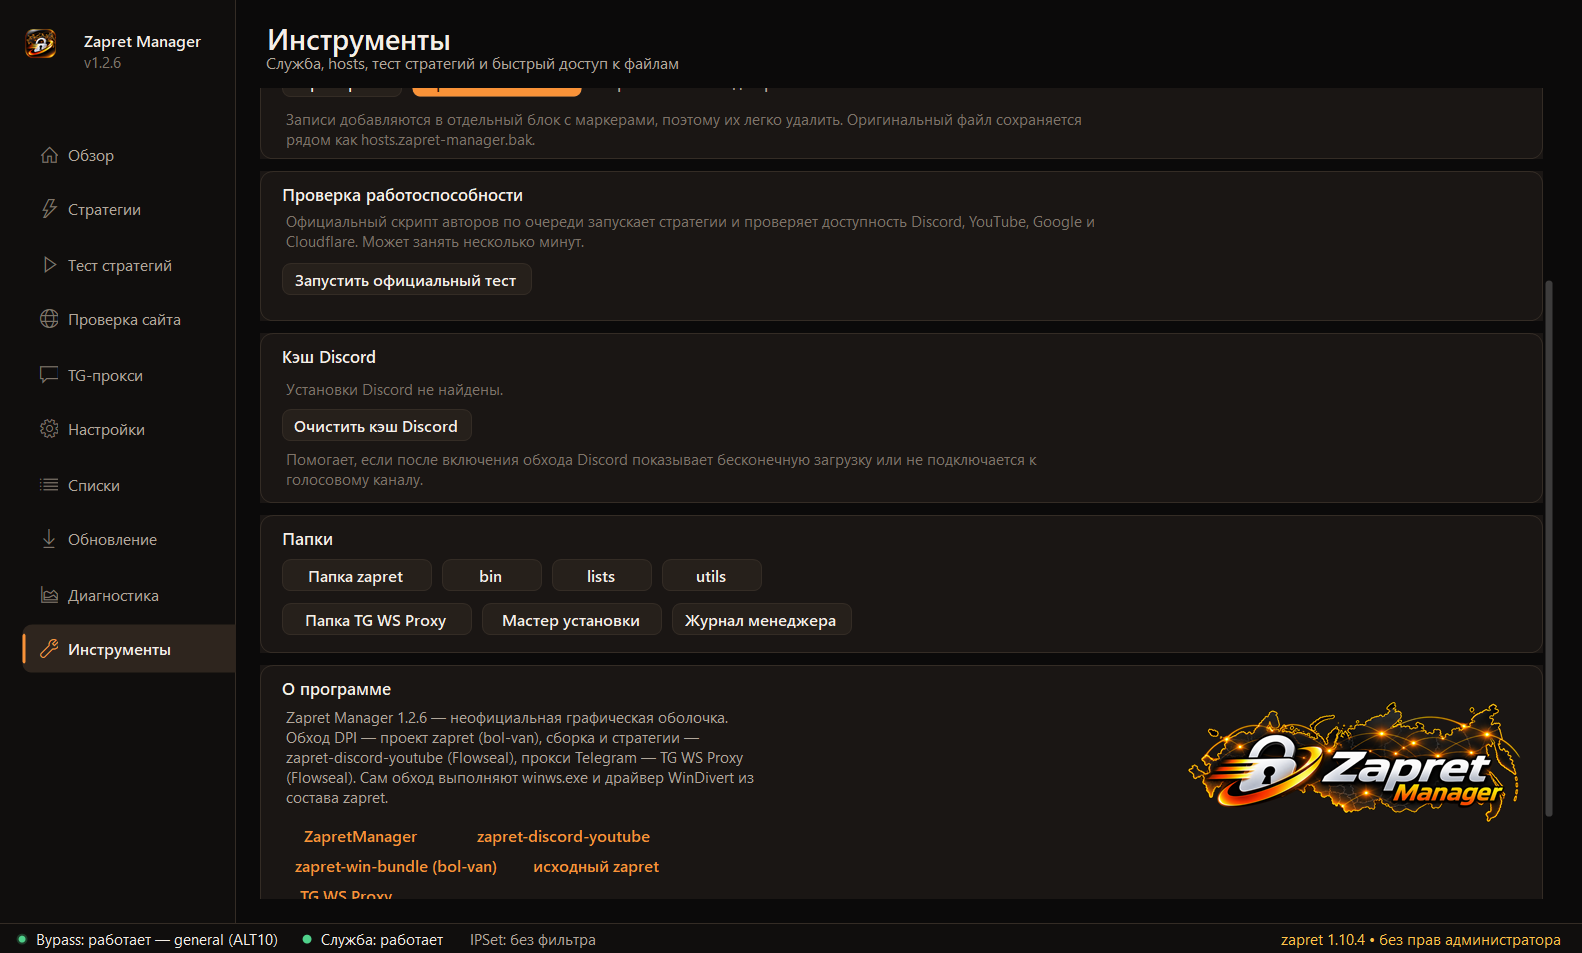 Zapret Manager
v1.2.6
Обзор
Стратегии
Тест стратегий
Проверка сайта
TG-прокси
Настройки
Списки
Обновление
Диагностика
Инструменты
Инструменты
Служба, hosts, тест стратегий и быстрый доступ к файлам
Записи добавляются в отдельный блок с маркерами, поэтому их легко удалить. Оригинальный файл сохраняется
рядом как hosts.zapret-manager.bak.
Проверка работоспособности
Официальный скрипт авторов по очереди запускает стратегии и проверяет доступность Discord, YouTube, Google и
Cloudflare. Может занять несколько минут.
Запустить официальный тест
Кэш Discord
Установки Discord не найдены.
Очистить кэш Discord
Помогает, если после включения обхода Discord показывает бесконечную загрузку или не подключается к
голосовому каналу.
Папки
Папка zapret bin lists utils
Папка TG WS Proxy Мастер установки Журнал менеджера
О программе
Zapret Manager 1.2.6 — неофициальная графическая оболочка.
Обход DPI — проект zapret (bol-van), сборка и стратегии —
zapret-discord-youtube (Flowseal), прокси Telegram — TG WS Proxy
(Flowseal). Сам обход выполняют winws.exe и драйвер WinDivert из
состава zapret.
Zapret
Manager
ZapretManager zapret-discord-youtube
zapret-win-bundle (bol-van) исходный zapret
TG WS Proxy
Bypass: работает — general (ALT10) Служба: работает IPSet: без фильтра zapret 1.10.4 • без прав администратора